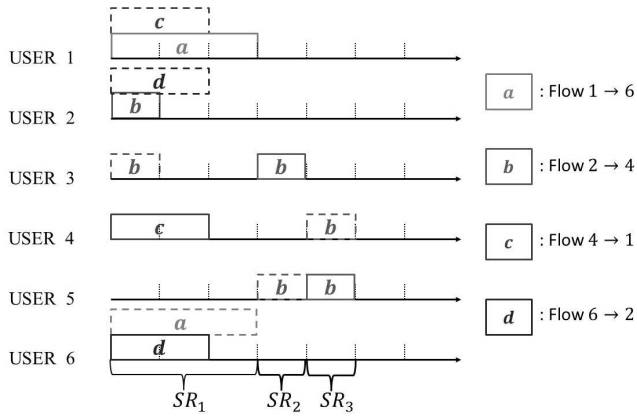 c
USER 1 a
d
USER 2 b
a : Flow 1 → 6
USER 3 b b
b : Flow 2 → 4
USER 4 c b
c : Flow 4 → 1
USER 5 b b
a
d : Flow 6 → 2
USER 6 d
SR1 SR2 SR3